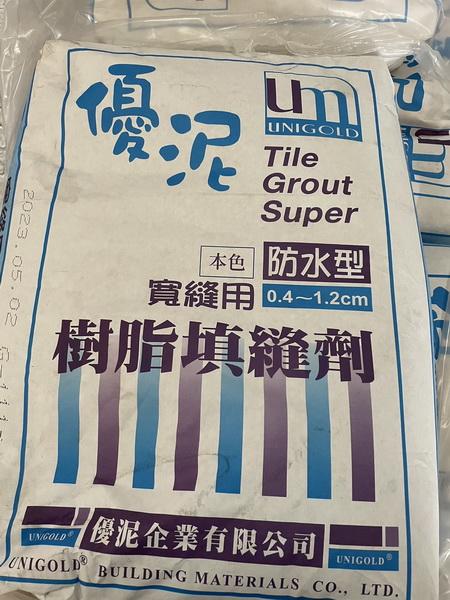 優泥
um
UNIGOLD
Tile
Grout
Super
本色
防水型
寬縫用
0.4～1.2cm
樹脂填縫劑
2023.05.02
優泥企業有限公司
UNIGOLD®
UNIGOLD®
UNIGOLD® BUILDING MATERIALS CO., LTD.